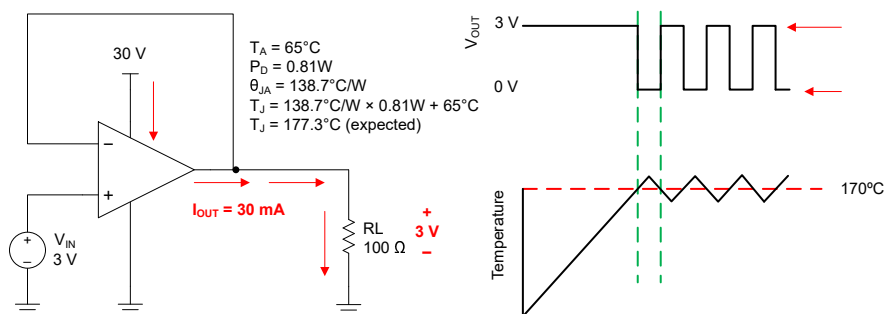 30 V
T_A = 65°C
P_D = 0.81W
θ_JA = 138.7°C/W
T_J = 138.7°C/W × 0.81W + 65°C
T_J = 177.3°C (expected)
−
+
I_OUT = 30 mA
+
−
V_IN
3 V
RL
100 Ω
+
3 V
−
V_OUT
3 V
0 V
Temperature
170ºC